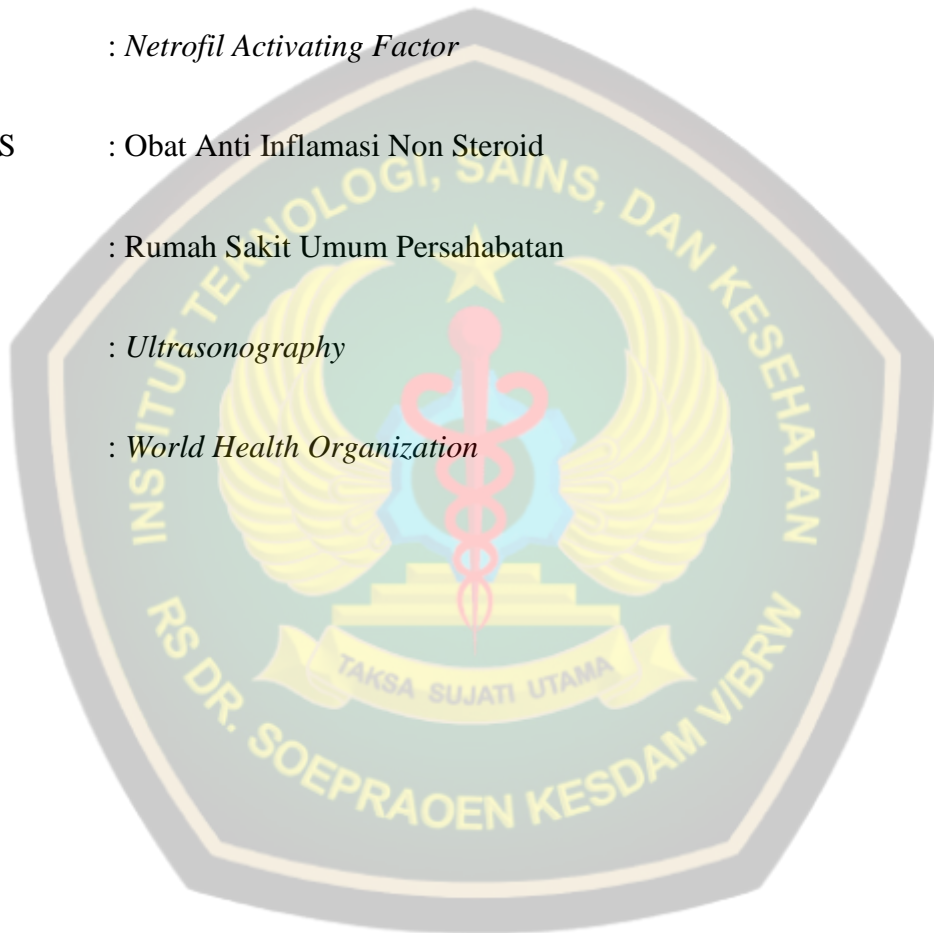 : Netrofil Activating Factor
S : Obat Anti Inflamasi Non Steroid
: Rumah Sakit Umum Persahabatan
: Ultrasonography
: World Health Organization
INSTITUT TEKNOLOGI, SAINS, DAN KESEHATAN
TAKSA SUJATI UTAMA
RS DR. SOEPRAOEN KESDAM V/BRW